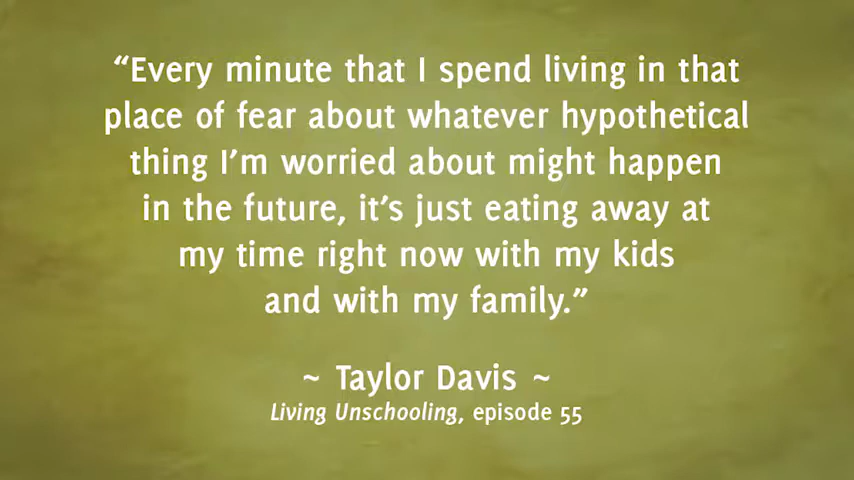 “Every minute that I spend living in that
place of fear about whatever hypothetical
thing I’m worried about might happen
in the future, it’s just eating away at
my time right now with my kids
and with my family.”
~ Taylor Davis ~
Living Unschooling, episode 55